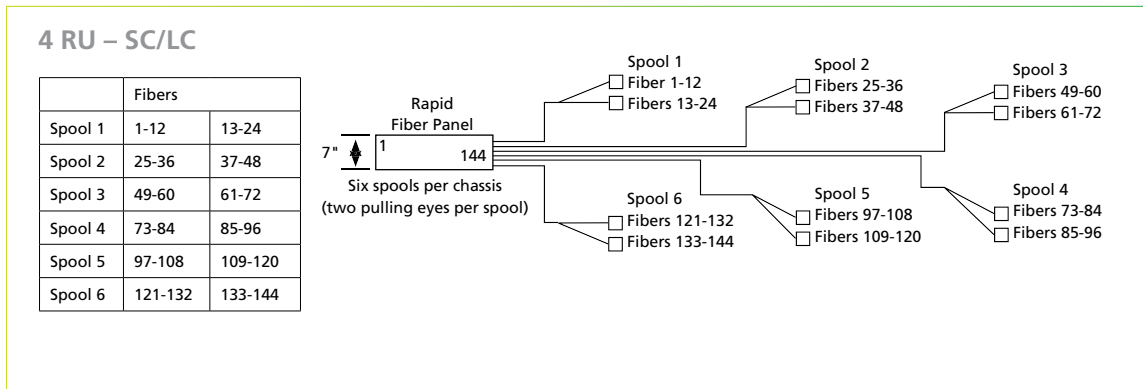 4 RU – SC/LC
Fibers
Spool 1 1-12 13-24
Spool 2 25-36 37-48
Spool 3 49-60 61-72
Spool 4 73-84 85-96
Spool 5 97-108 109-120
Spool 6 121-132 133-144
Rapid
Fiber Panel
7"
1
144
Six spools per chassis
(two pulling eyes per spool)
Spool 1
Fiber 1-12
Fibers 13-24
Spool 2
Fibers 25-36
Fibers 37-48
Spool 3
Fibers 49-60
Fibers 61-72
Spool 6
Fibers 121-132
Fibers 133-144
Spool 5
Fibers 97-108
Fibers 109-120
Spool 4
Fibers 73-84
Fibers 85-96